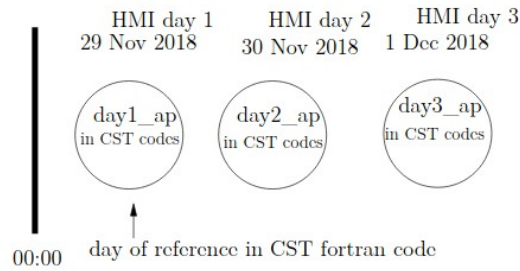 HMI day 1 HMI day 2 HMI day 3
29 Nov 2018 30 Nov 2018 1 Dec 2018
day1_ap day2_ap day3_ap
in CST codes in CST codes in CST codes
00:00 day of reference in CST fortran code